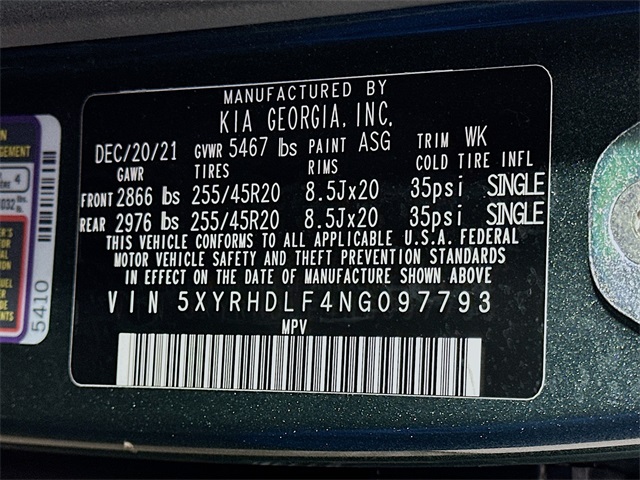 MANUFACTURED BY
KIA GEORGIA, INC.
DEC/20/21 GVWR 5467 lbs PAINT ASG TRIM WK
GAWR TIRES RIMS COLD TIRE INFL
FRONT 2866 lbs 255/45R20 8.5Jx20 35psi SINGLE
REAR 2976 lbs 255/45R20 8.5Jx20 35psi SINGLE
THIS VEHICLE CONFORMS TO ALL APPLICABLE U.S.A. FEDERAL
MOTOR VEHICLE SAFETY AND THEFT PREVENTION STANDARDS
IN EFFECT ON THE DATE OF MANUFACTURE SHOWN ABOVE
VIN 5XYRHDLF4NG097793
MPV
4
5410